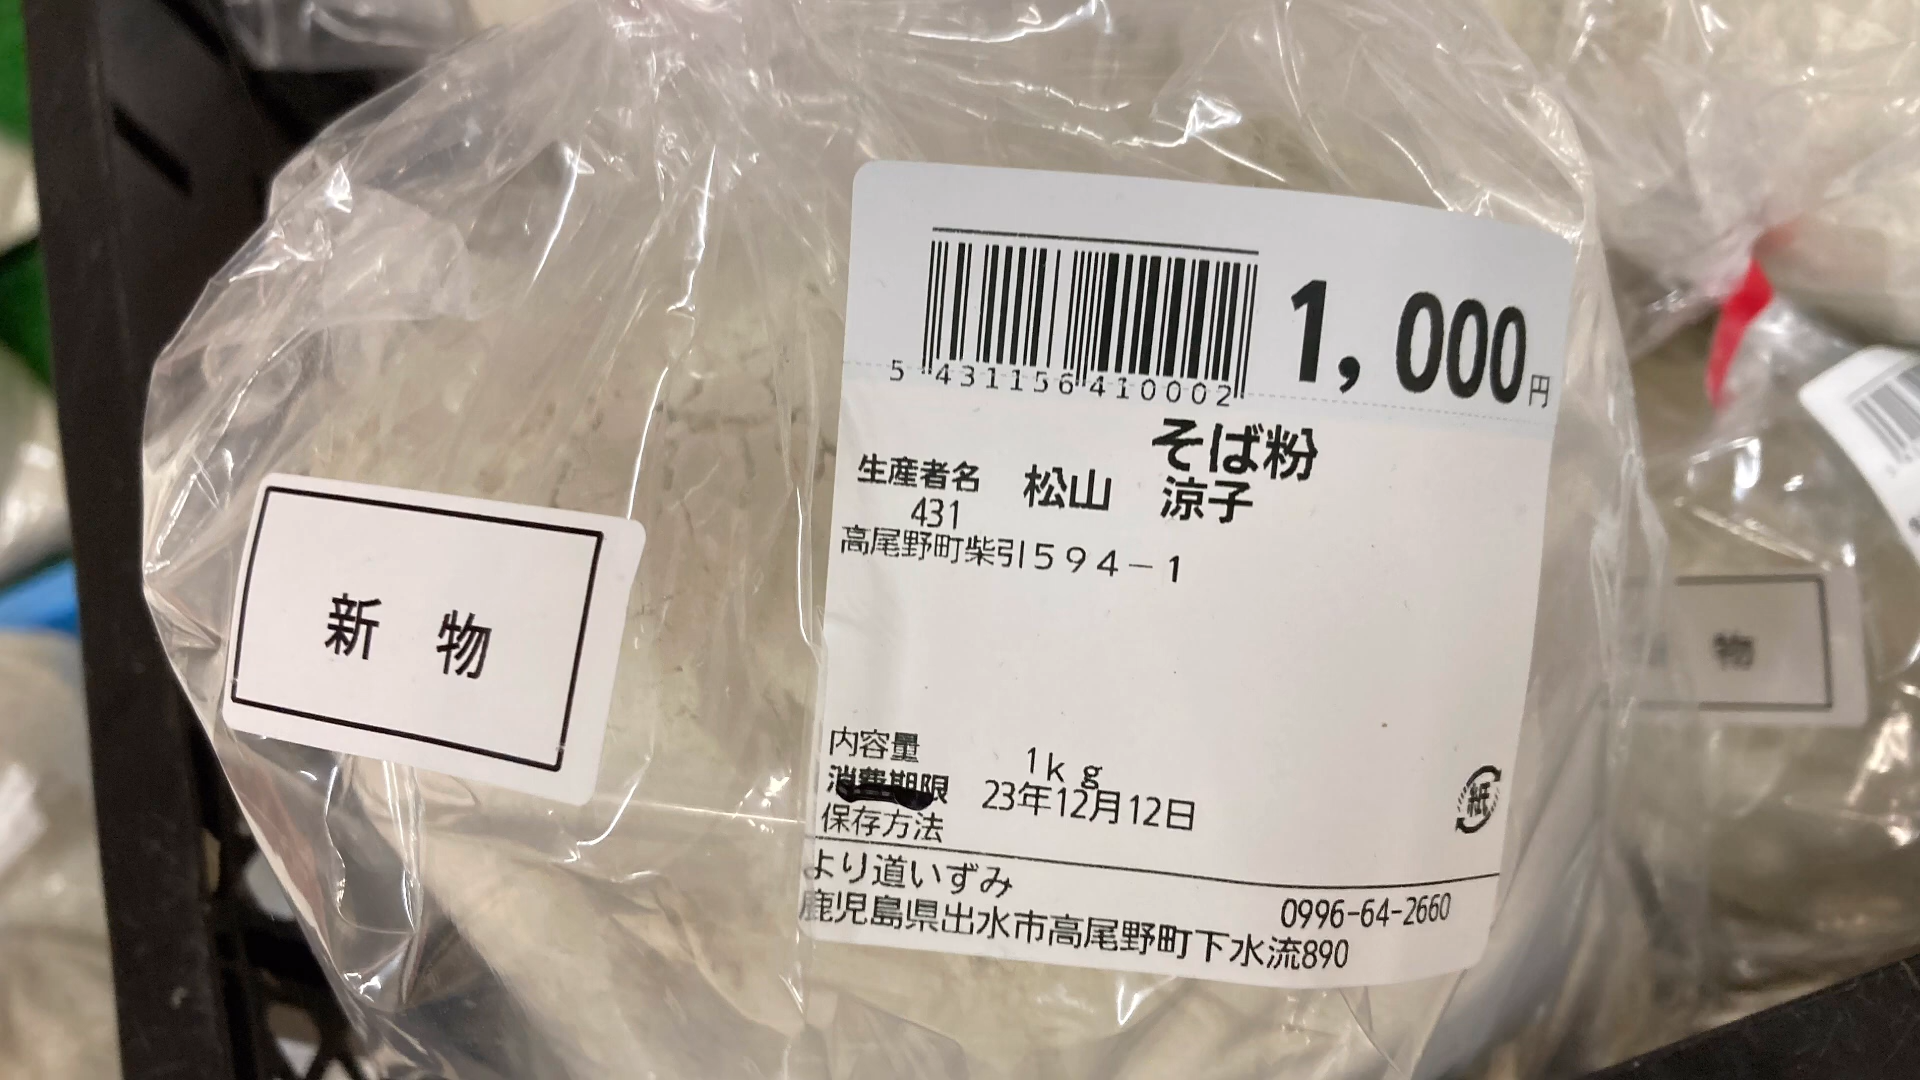 新 物
5 431156 410002
1,000円
そば粉
生産者名 松山 涼子
431
高尾野町柴引594-1
内容量 1kg
消費期限 23年12月12日
保存方法
紙
より道いずみ 0996-64-2660
鹿児島県出水市高尾野町下水流890
物